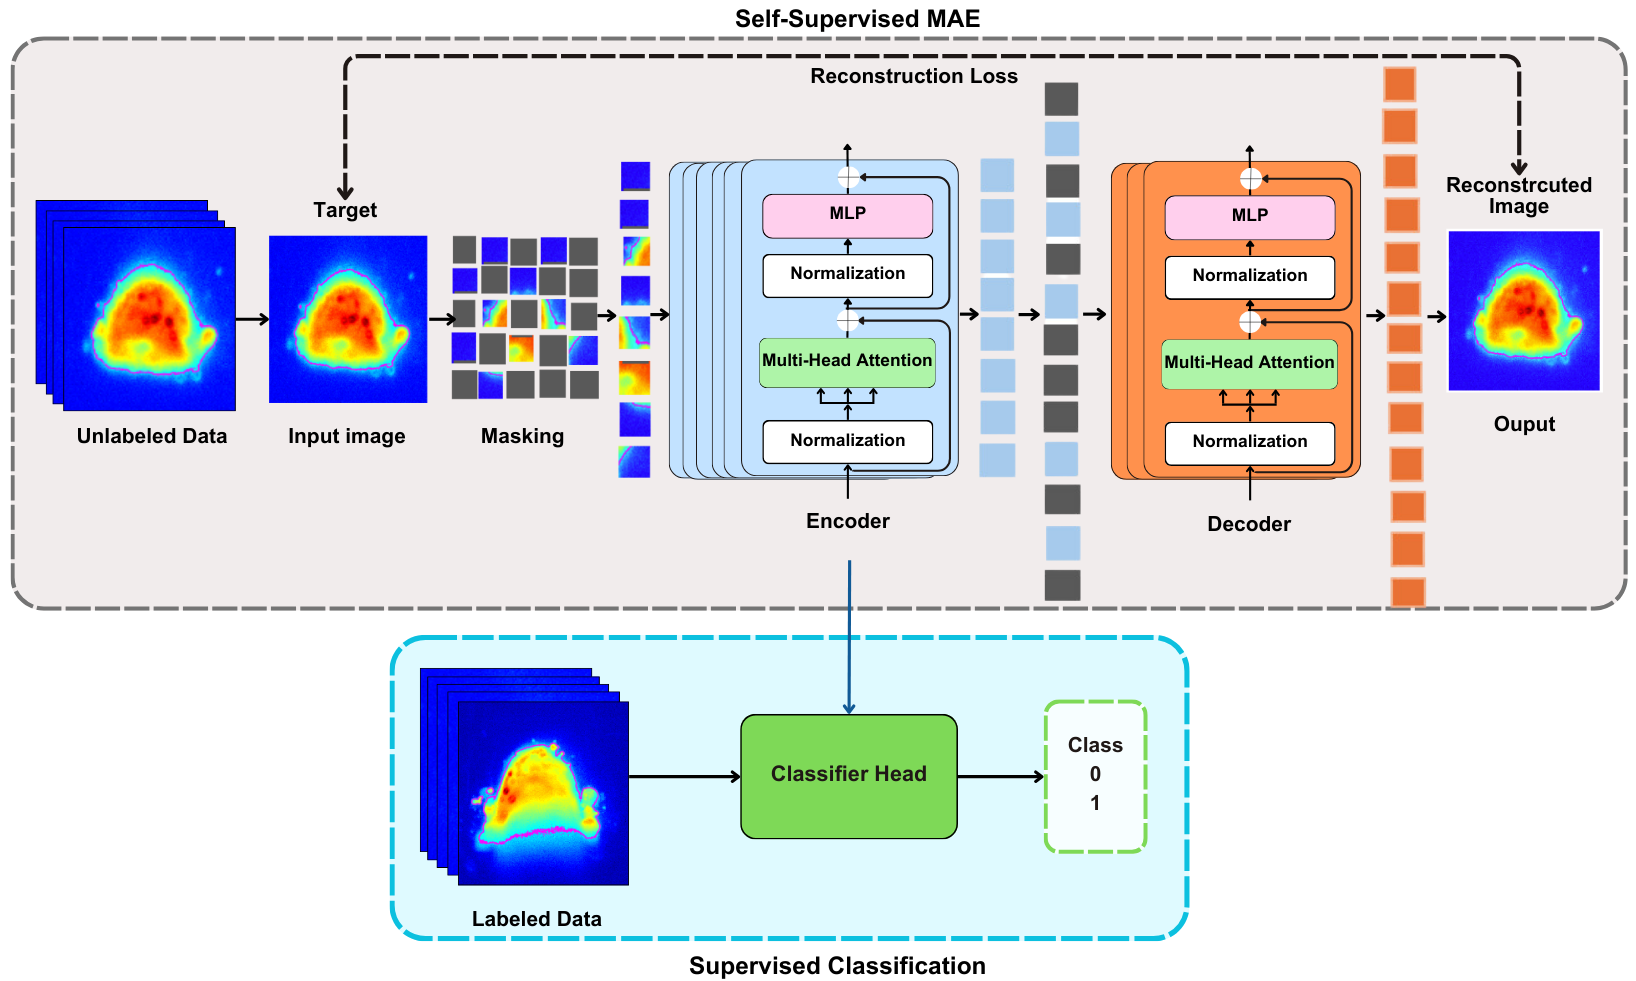 Self-Supervised MAE
Reconstruction Loss
Target
Reconstrcuted
Image
MLP
Normalization
Multi-Head Attention
Normalization
MLP
Normalization
Multi-Head Attention
Normalization
Unlabeled Data
Input image
Masking
Encoder
Decoder
Ouput
Class
0
1
Classifier Head
Labeled Data
Supervised Classification